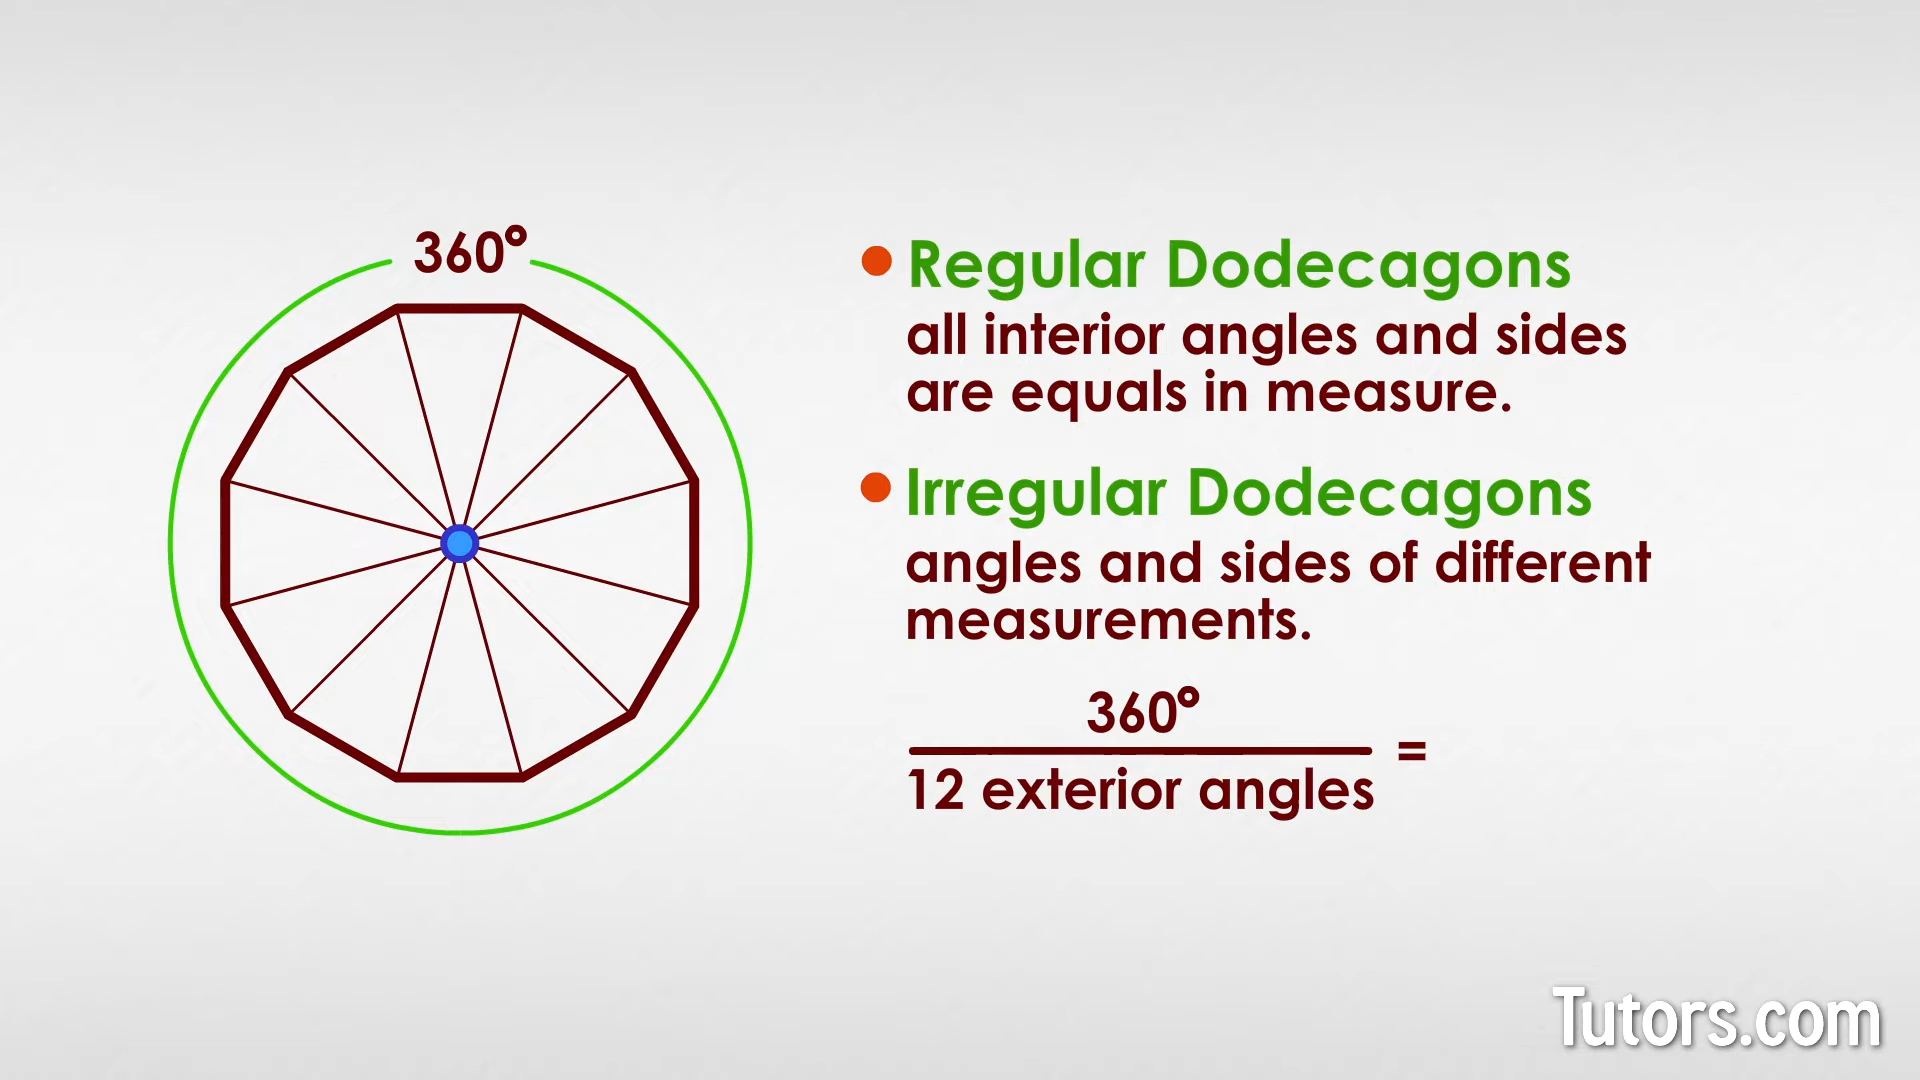 360°
• Regular Dodecagons
all interior angles and sides
are equals in measure.
• Irregular Dodecagons
angles and sides of different
measurements.
360°
12 exterior angles =
Tutors.com